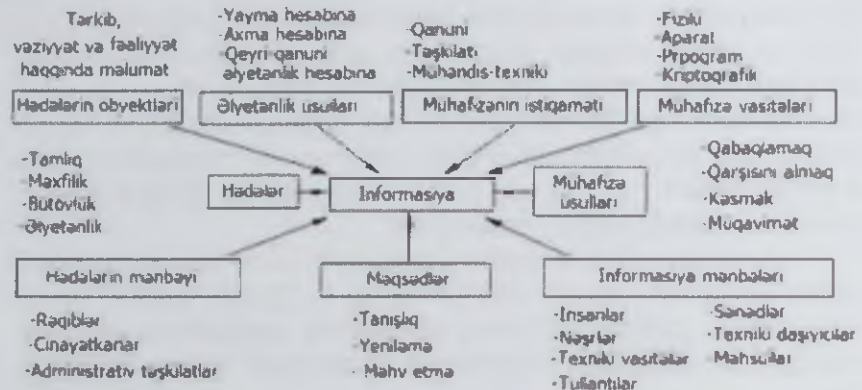 Tərkib,
vəziyyət və fəaliyyət
haqqında məlumat
Hədələrin obyektləri
-Yayma hesabına
-Axma hesabına
-Qeyri-qanuni
əlyetənlik hesabına
Əlyetənlik üsulları
-Qanuni
-Təşkilati
-Mühəndis-texniki
Mühafizənin istiqaməti
-Fiziki
-Aparat
-Prpoqram
-Kriptoqrafik
Mühafizə vasitələri
-Tamlıq
-Məxfilik
-Bütövlük
-Əlyetənlik
Hədələr
İnformasiya
Mühafizə
üsulları
-Qabaqlamaq
-Qarşısını almaq
-Kəsmək
-Müqavimət
Hədələrin mənbəyi
-Rəqiblər
-Cinayətkarlar
-Administrativ təşkilatlar
Məqsədlər
-Tanışlıq
-Yeniləmə
- Məhv etmə
İnformasiya mənbələri
-İnsanlar
-Nəşrlər
-Texniki vasitələr
-Tullantılar
-Sənədlər
-Texniki daşıyıcılar
-Məhsullar